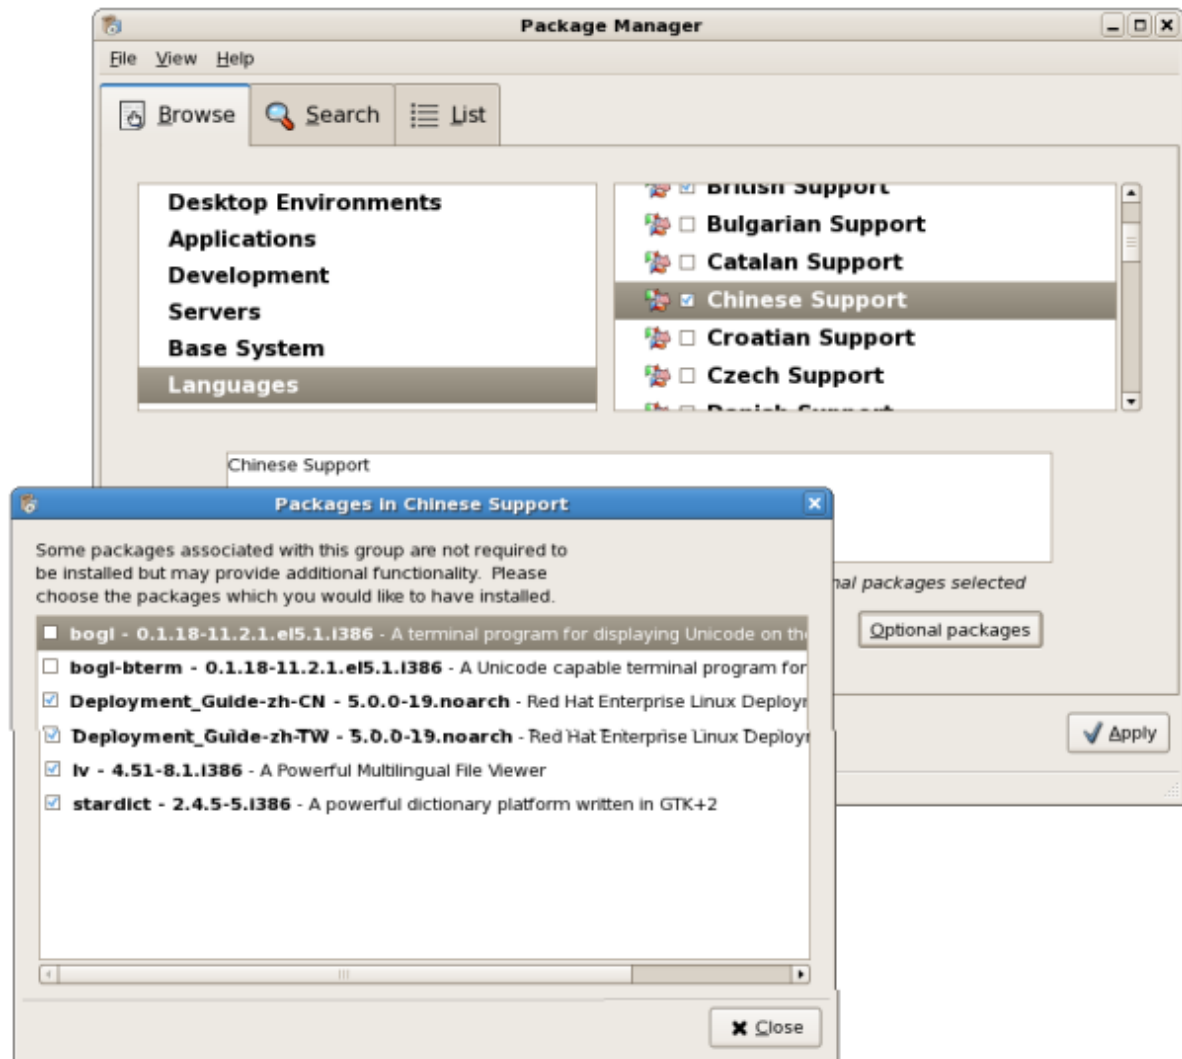 Package Manager
File View Help
Browse Search List
Desktop Environments
Applications
Development
Servers
Base System
Languages
British Support
Bulgarian Support
Catalan Support
Chinese Support
Croatian Support
Czech Support
Danish Support
Chinese Support
packages selected
Optional packages
Apply
Packages in Chinese Support
Some packages associated with this group are not required to
be installed but may provide additional functionality. Please
choose the packages which you would like to have installed.
bogl - 0.1.18-11.2.1.el5.1.i386 - A terminal program for displaying Unicode on the
bogl-bterm - 0.1.18-11.2.1.el5.1.i386 - A Unicode capable terminal program for
Deployment_Guide-zh-CN - 5.0.0-19.noarch - Red Hat Enterprise Linux Deployr
Deployment_Guide-zh-TW - 5.0.0-19.noarch - Red Hat Enterprise Linux Deployr
lv - 4.51-8.1.i386 - A Powerful Multilingual File Viewer
stardict - 2.4.5-5.i386 - A powerful dictionary platform written in GTK+2
Close